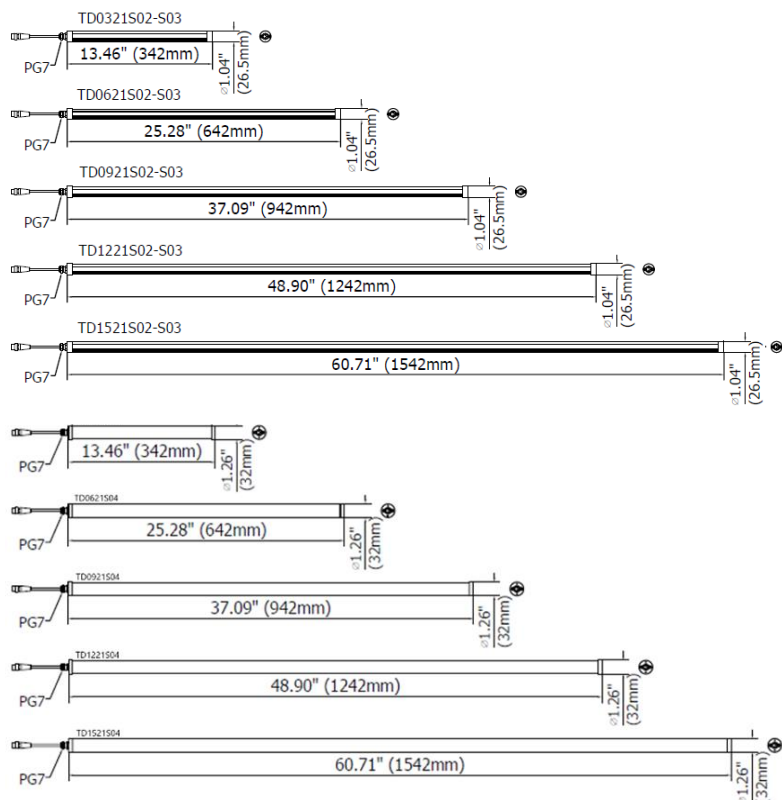 TD0321S02-S03
PG7
13.46" (342mm)
⌀1.04"
(26.5mm)
TD0621S02-S03
PG7
25.28" (642mm)
⌀1.04"
(26.5mm)
TD0921S02-S03
PG7
37.09" (942mm)
⌀1.04"
(26.5mm)
TD1221S02-S03
PG7
48.90" (1242mm)
⌀1.04"
(26.5mm)
TD1521S02-S03
PG7
60.71" (1542mm)
⌀1.04"
(26.5mm)
PG7
13.46" (342mm)
⌀1.26"
(32mm)
TD0621S04
PG7
25.28" (642mm)
⌀1.26"
(32mm)
TD0921S04
PG7
37.09" (942mm)
⌀1.26"
(32mm)
TD1221S04
PG7
48.90" (1242mm)
⌀1.26"
(32mm)
TD1521S04
PG7
60.71" (1542mm)
⌀1.26"
32mm)